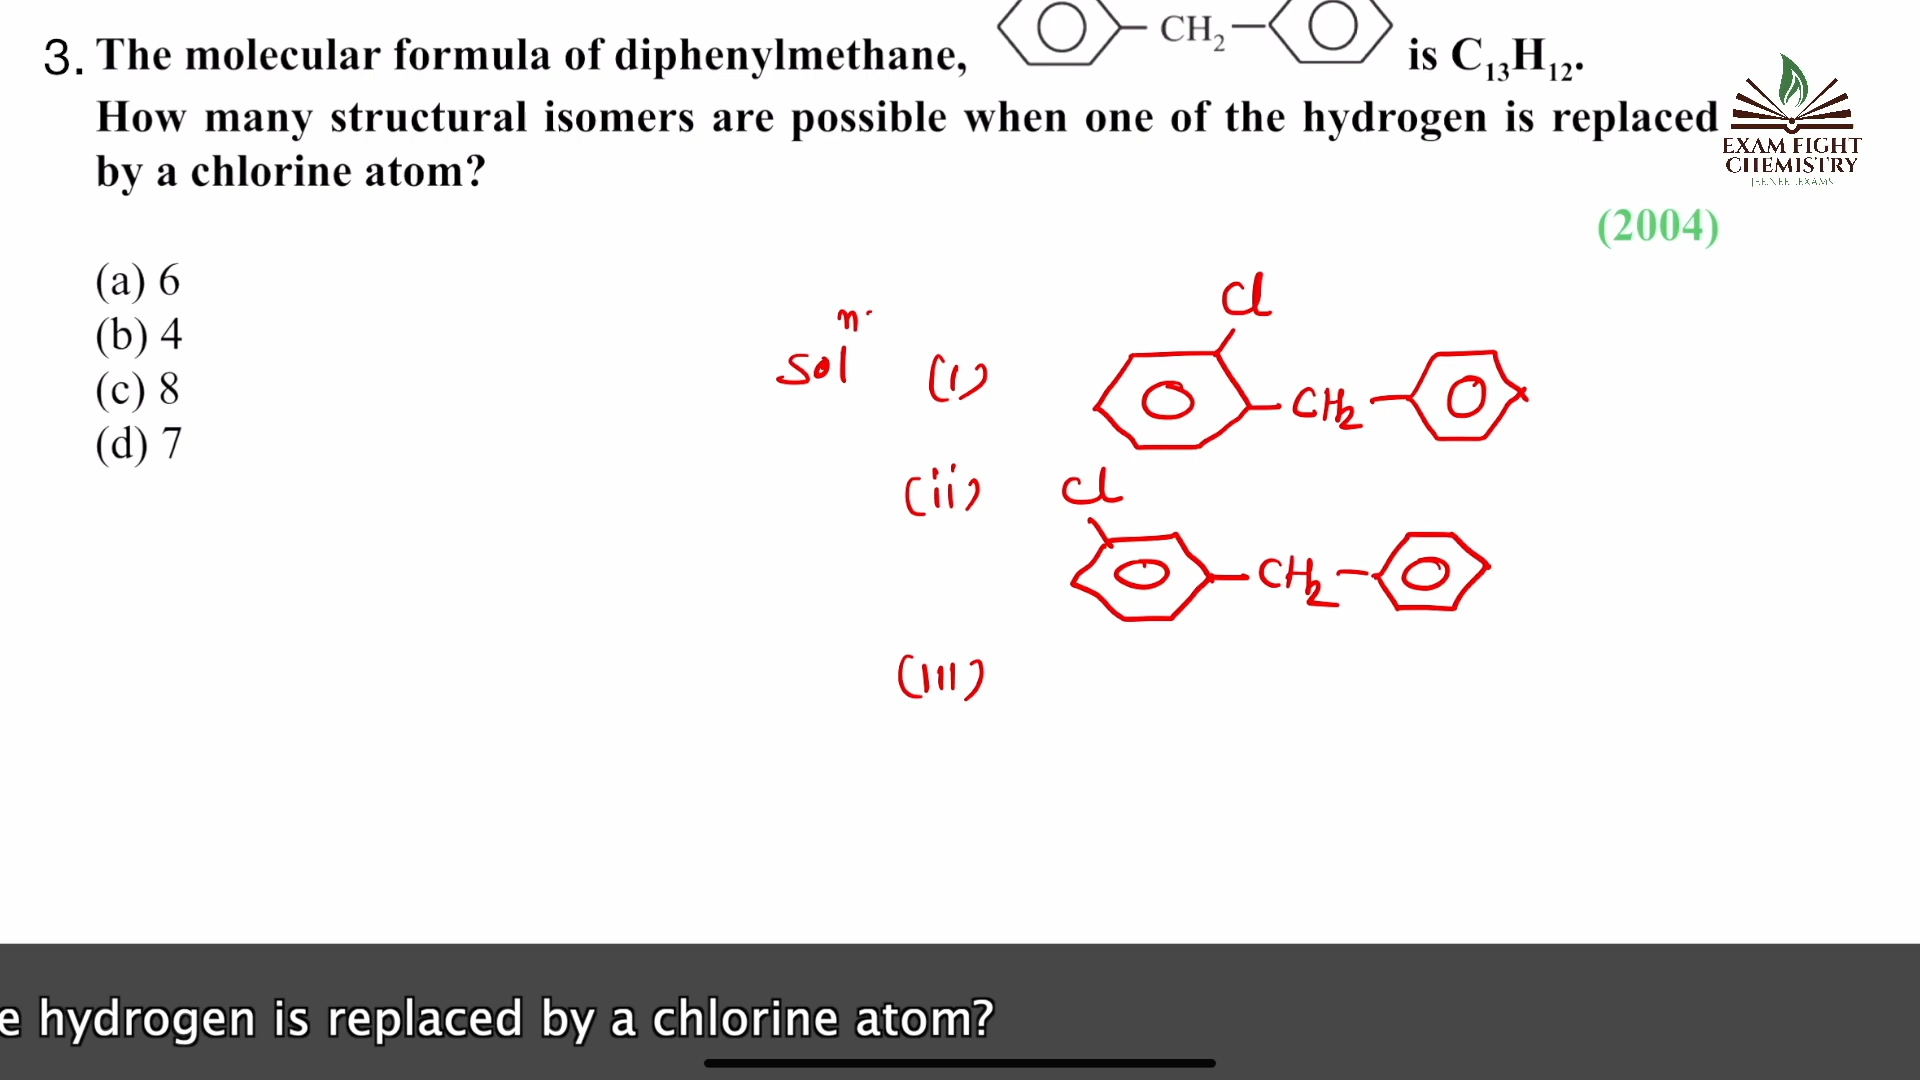 3. The molecular formula of diphenylmethane, CH2 is C13H12.
How many structural isomers are possible when one of the hydrogen is replaced
by a chlorine atom?
EXAM FIGHT
CHEMISTRY
(2004)
(a) 6
(b) 4
(c) 8
(d) 7
Soln. (i) Cl CH2
(ii) Cl CH2
(iii)
e hydrogen is replaced by a chlorine atom?